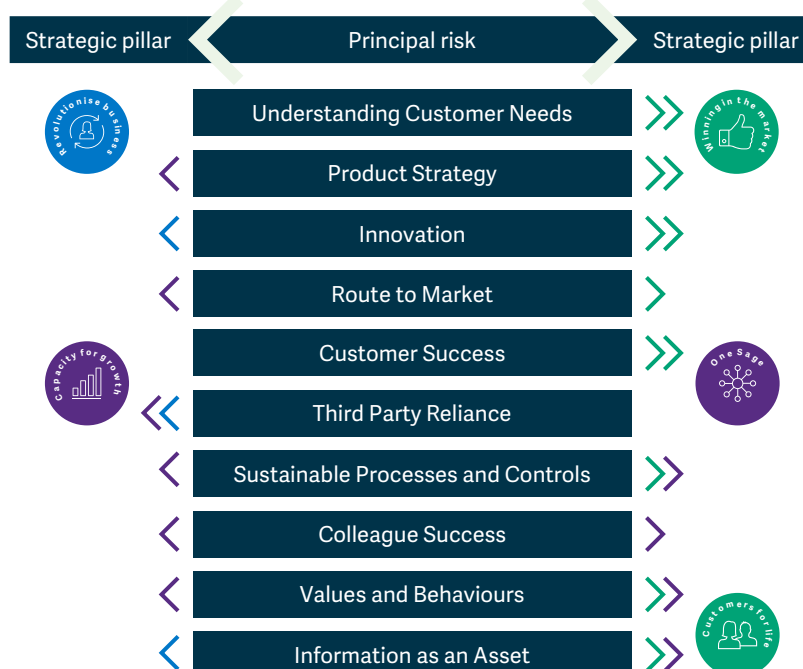 Strategic pillar
Principal risk
Strategic pillar
Revolutionise business
Understanding Customer Needs
Winning in the market
Product Strategy
Innovation
Route to Market
Customer Success
Capacity for growth
One Sage
Third Party Reliance
Sustainable Processes and Controls
Colleague Success
Values and Behaviours
Customers for life
Information as an Asset